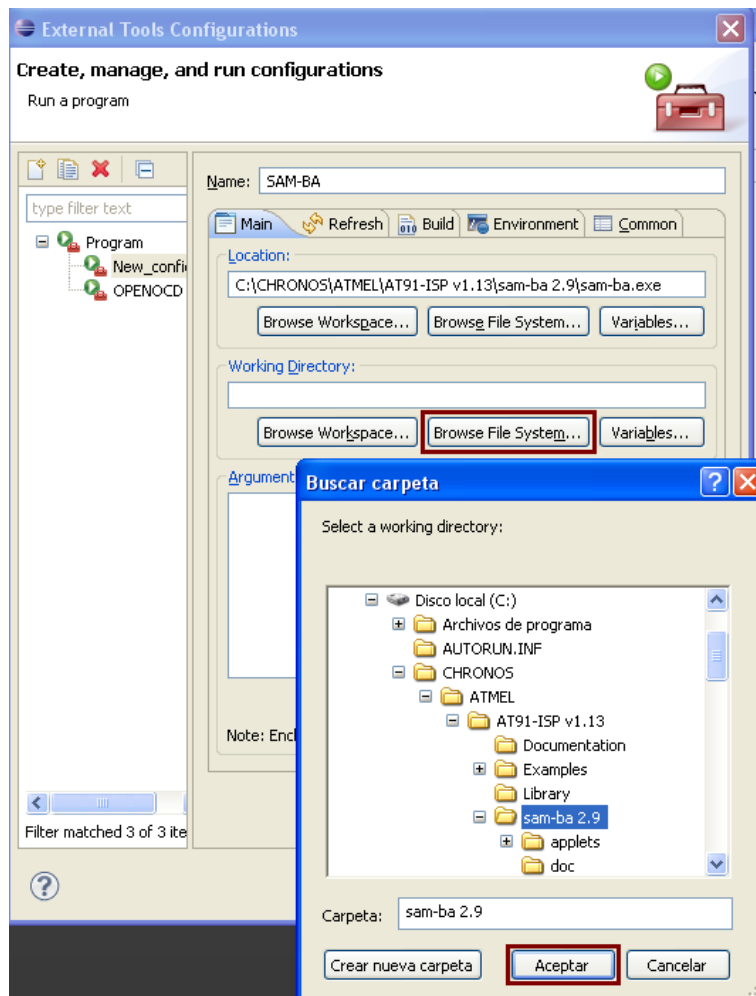 External Tools Configurations
Create, manage, and run configurations
Run a program
type filter text
Program
New_confi
OPENOCD
Filter matched 3 of 3 ite
Name: SAM-BA
Main Refresh Build Environment Common
Location:
C:\CHRONOS\ATMEL\AT91-ISP v1.13\sam-ba 2.9\sam-ba.exe
Browse Workspace... Browse File System... Variables...
Working Directory:
Browse Workspace... Browse File System... Variables...
Argument
Note: Encl
Buscar carpeta
Select a working directory:
Disco local (C:)
Archivos de programa
AUTORUN.INF
CHRONOS
ATMEL
AT91-ISP v1.13
Documentation
Examples
Library
sam-ba 2.9
applets
doc
Carpeta: sam-ba 2.9
Crear nueva carpeta Aceptar Cancelar